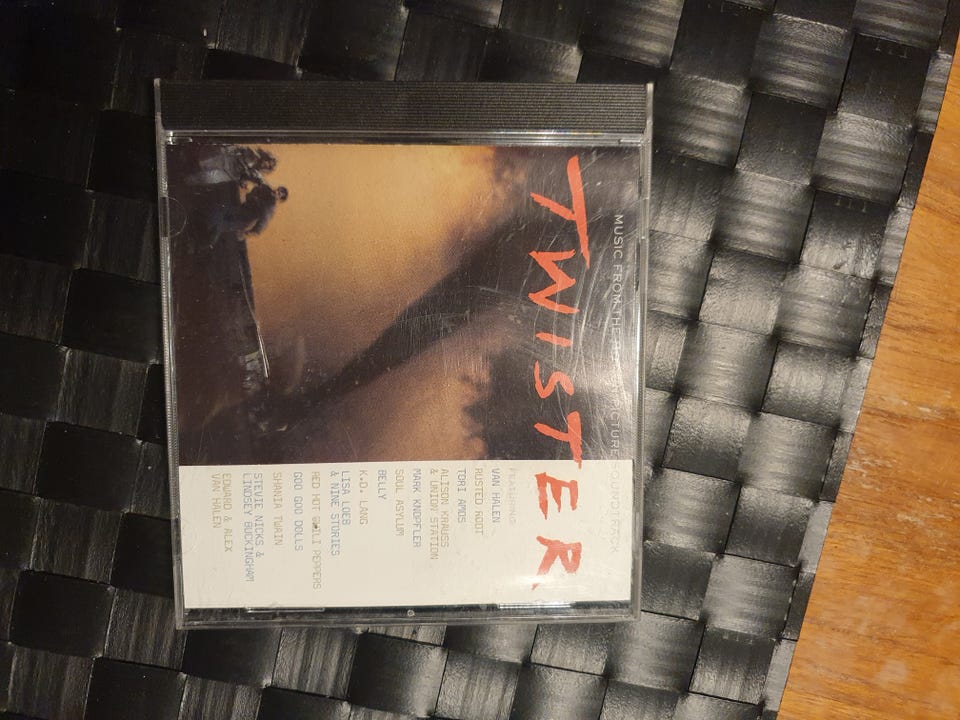 MUSIC FROM THE MOTION PICTURE SOUNDTRACK
TWISTER
FEATURING:
VAN HALEN
RUSTED ROOT
TORI AMOS
ALISON KRAUSS
& UNION STATION
MARK KNOPFLER
SOUL ASYLUM
BELLY
K.D. LANG
LISA LOEB
& NINE STORIES
RED HOT CHILI PEPPERS
GOO GOO DOLLS
SHANIA TWAIN
STEVIE NICKS &
LINDSEY BUCKINGHAM
EDWARD & ALEX
VAN HALEN